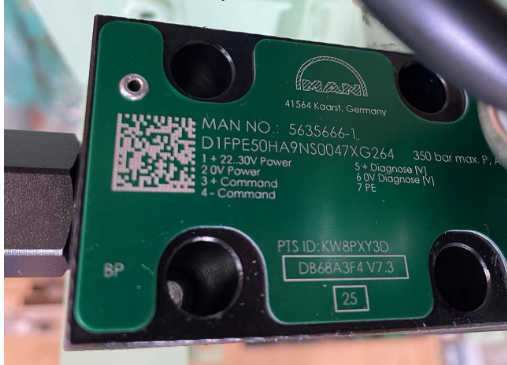 MAN
41564 Kaarst, Germany
MAN NO.: 5635666-1.
D1FPE50HA9NS0047XG264 350 bar max. P, A
1 + 22..30V Power
2 0V Power
3 + Command
4 - Command
5 + Diagnose [V]
6 0V Diagnose [V]
7 PE
BP
PTS ID: KW8PXY3D
DB68A3F4 V7.3
25